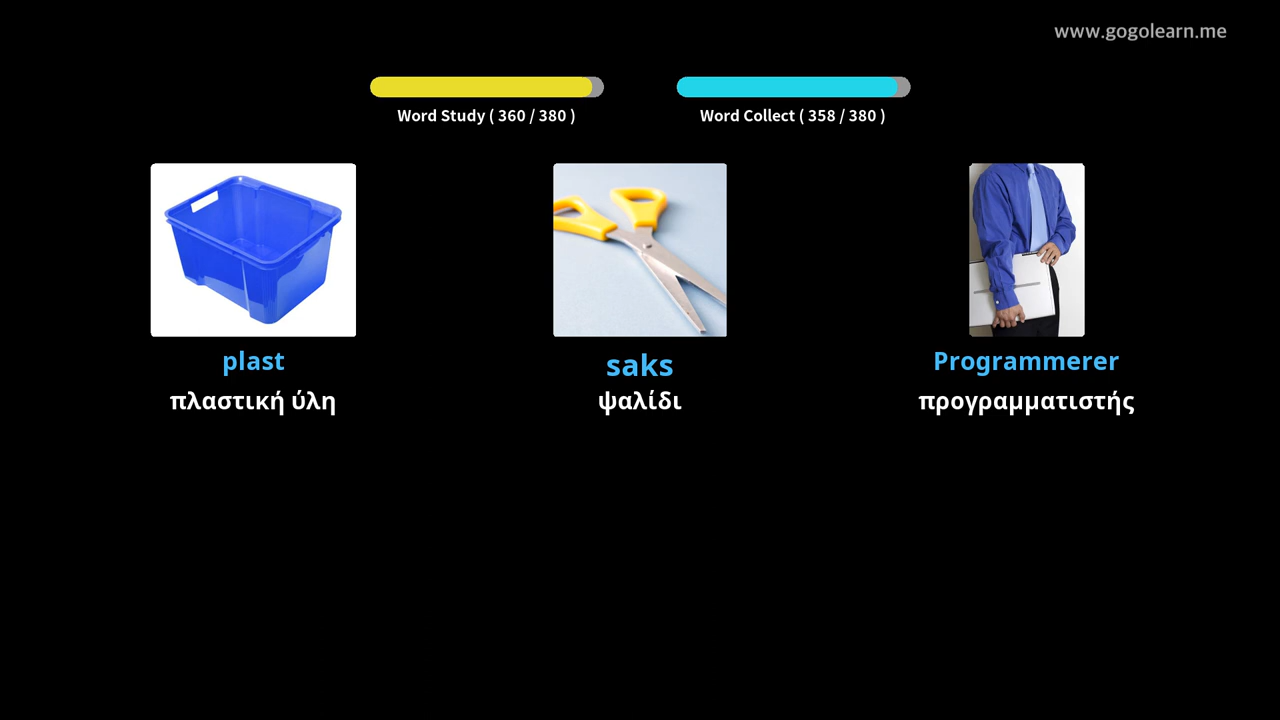 www.gogolearn.me
Word Study ( 360 / 380 )
Word Collect ( 358 / 380 )
plast
πλαστική ύλη
saks
ψαλίδι
Programmerer
προγραμματιστής